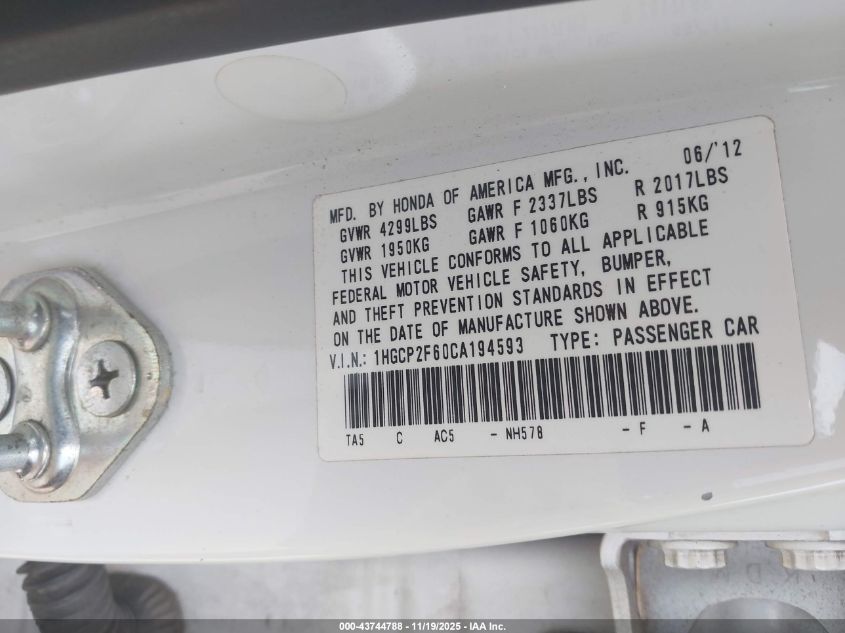 MFD. BY HONDA OF AMERICA MFG., INC. 06/'12
GVWR 4299LBS GAWR F 2337LBS R 2017LBS
GVWR 1950KG GAWR F 1060KG R 915KG
THIS VEHICLE CONFORMS TO ALL APPLICABLE
FEDERAL MOTOR VEHICLE SAFETY, BUMPER,
AND THEFT PREVENTION STANDARDS IN EFFECT
ON THE DATE OF MANUFACTURE SHOWN ABOVE.
V.I.N.: 1HGCP2F60CA194593 TYPE: PASSENGER CAR
TA5 C AC5 - NH578 - F - A
000-43744788 - 11/19/2025 - IAA Inc.